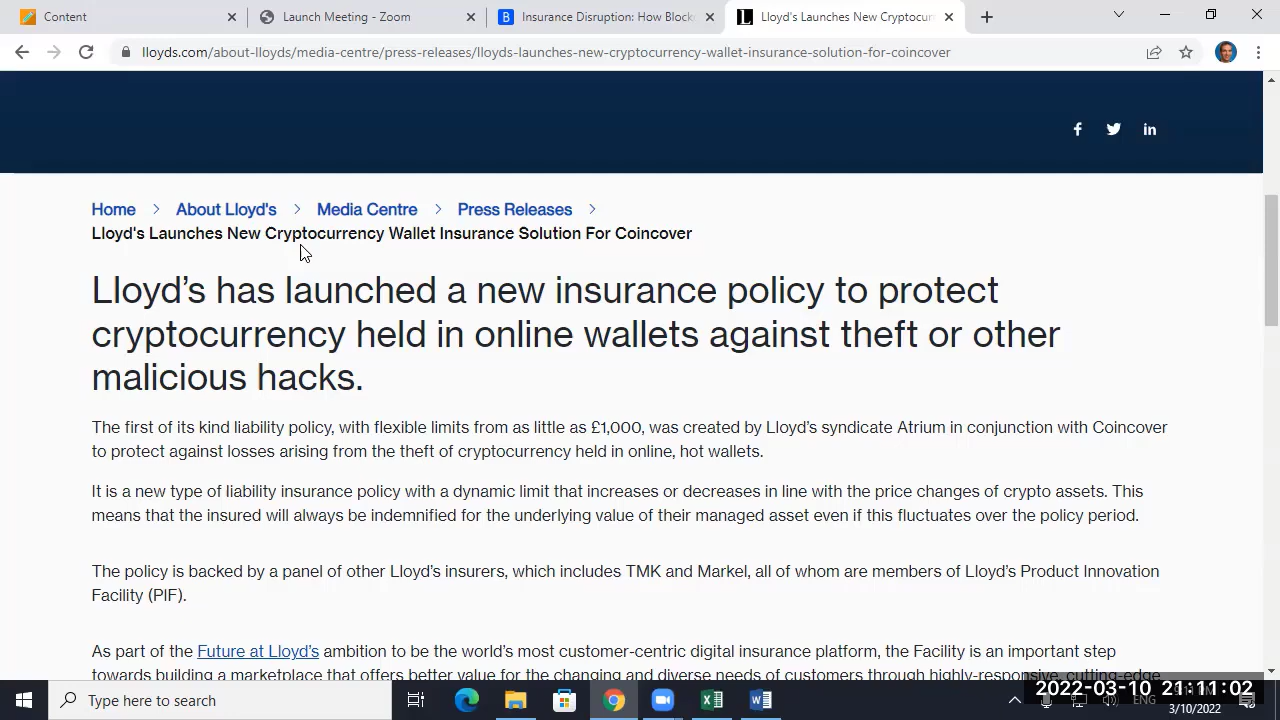 Content
Launch Meeting - Zoom
Insurance Disruption: How Block
Lloyd's Launches New Cryptocur
lloyds.com/about-lloyds/media-centre/press-releases/lloyds-launches-new-cryptocurrency-wallet-insurance-solution-for-coincover
Home > About Lloyd's > Media Centre > Press Releases >
Lloyd's Launches New Cryptocurrency Wallet Insurance Solution For Coincover
Lloyd’s has launched a new insurance policy to protect
cryptocurrency held in online wallets against theft or other
malicious hacks.
The first of its kind liability policy, with flexible limits from as little as £1,000, was created by Lloyd’s syndicate Atrium in conjunction with Coincover
to protect against losses arising from the theft of cryptocurrency held in online, hot wallets.
It is a new type of liability insurance policy with a dynamic limit that increases or decreases in line with the price changes of crypto assets. This
means that the insured will always be indemnified for the underlying value of their managed asset even if this fluctuates over the policy period.
The policy is backed by a panel of other Lloyd’s insurers, which includes TMK and Markel, all of whom are members of Lloyd’s Product Innovation
Facility (PIF).
As part of the Future at Lloyd’s ambition to be the world’s most customer-centric digital insurance platform, the Facility is an important step
towards building a marketplace that offers better value for the changing and diverse needs of customers through highly-responsive, cutting-edge
Type here to search
2022-03-10 21:11:02
ENG
3/10/2022